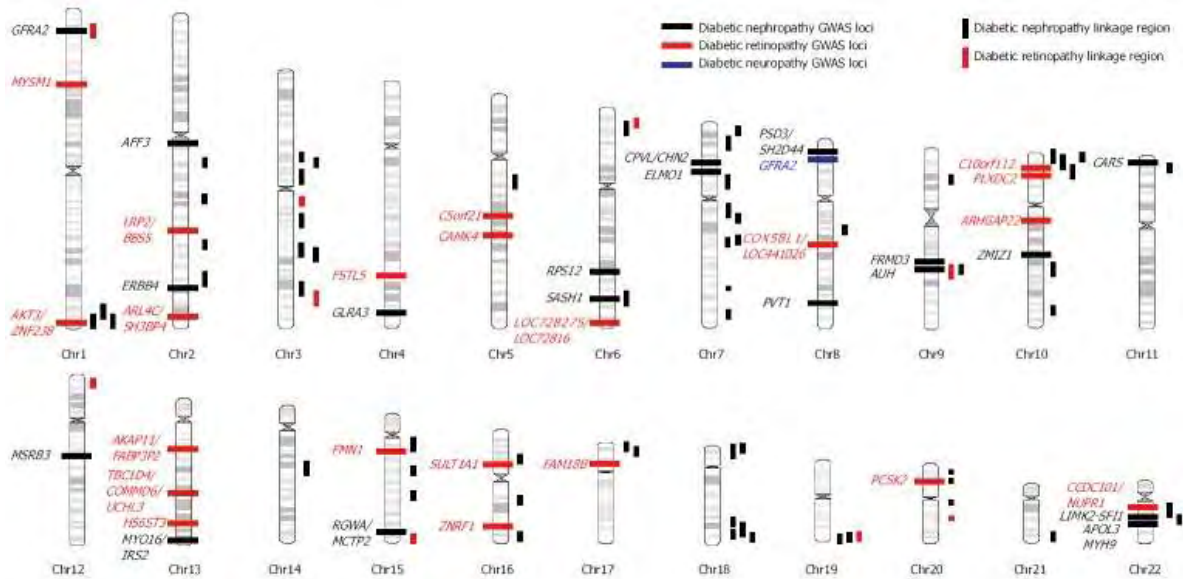 Diabetic nephropathy GWAS loci
Diabetic retinopathy GWAS loci
Diabetic neuropathy GWAS loci
Diabetic nephropathy linkage region
Diabetic retinopathy linkage region
GFRA2
MYSM1
AKT3/
ZNF238
Chr1
AFF3
LRP2/
BBS5
ERBB4
ARL4C/
SH3BP4
Chr2
Chr3
FSTL5
GLRA3
Chr4
C5orf21
CAMK4
Chr5
RPS12
SASH1
LOC728275/
LOC72816
Chr6
CPVL/CHN2
ELMO1
Chr7
PSD3/
SH2D44
GFRA2
COX5BL1/
LOC441026
PVT1
Chr8
FRMD3
AUH
Chr9
C10orf112
PLXDC2
ARHGAP22
ZMIZ1
Chr10
CARS
Chr11
MSRB3
Chr12
AKAP11/
FABP3P2
TBC1D4/
COMMD6/
UCHL3
HS6ST3
MYO16/
IRS2
Chr13
Chr14
FMN1
RGWA/
MCTP2
Chr15
SULT1A1
ZNRF1
Chr16
FAM18B
Chr17
Chr18
Chr19
PCSK2
Chr20
Chr21
CCDC101/
NUPR1
LIMK2-SFI1
APOL3
MYH9
Chr22